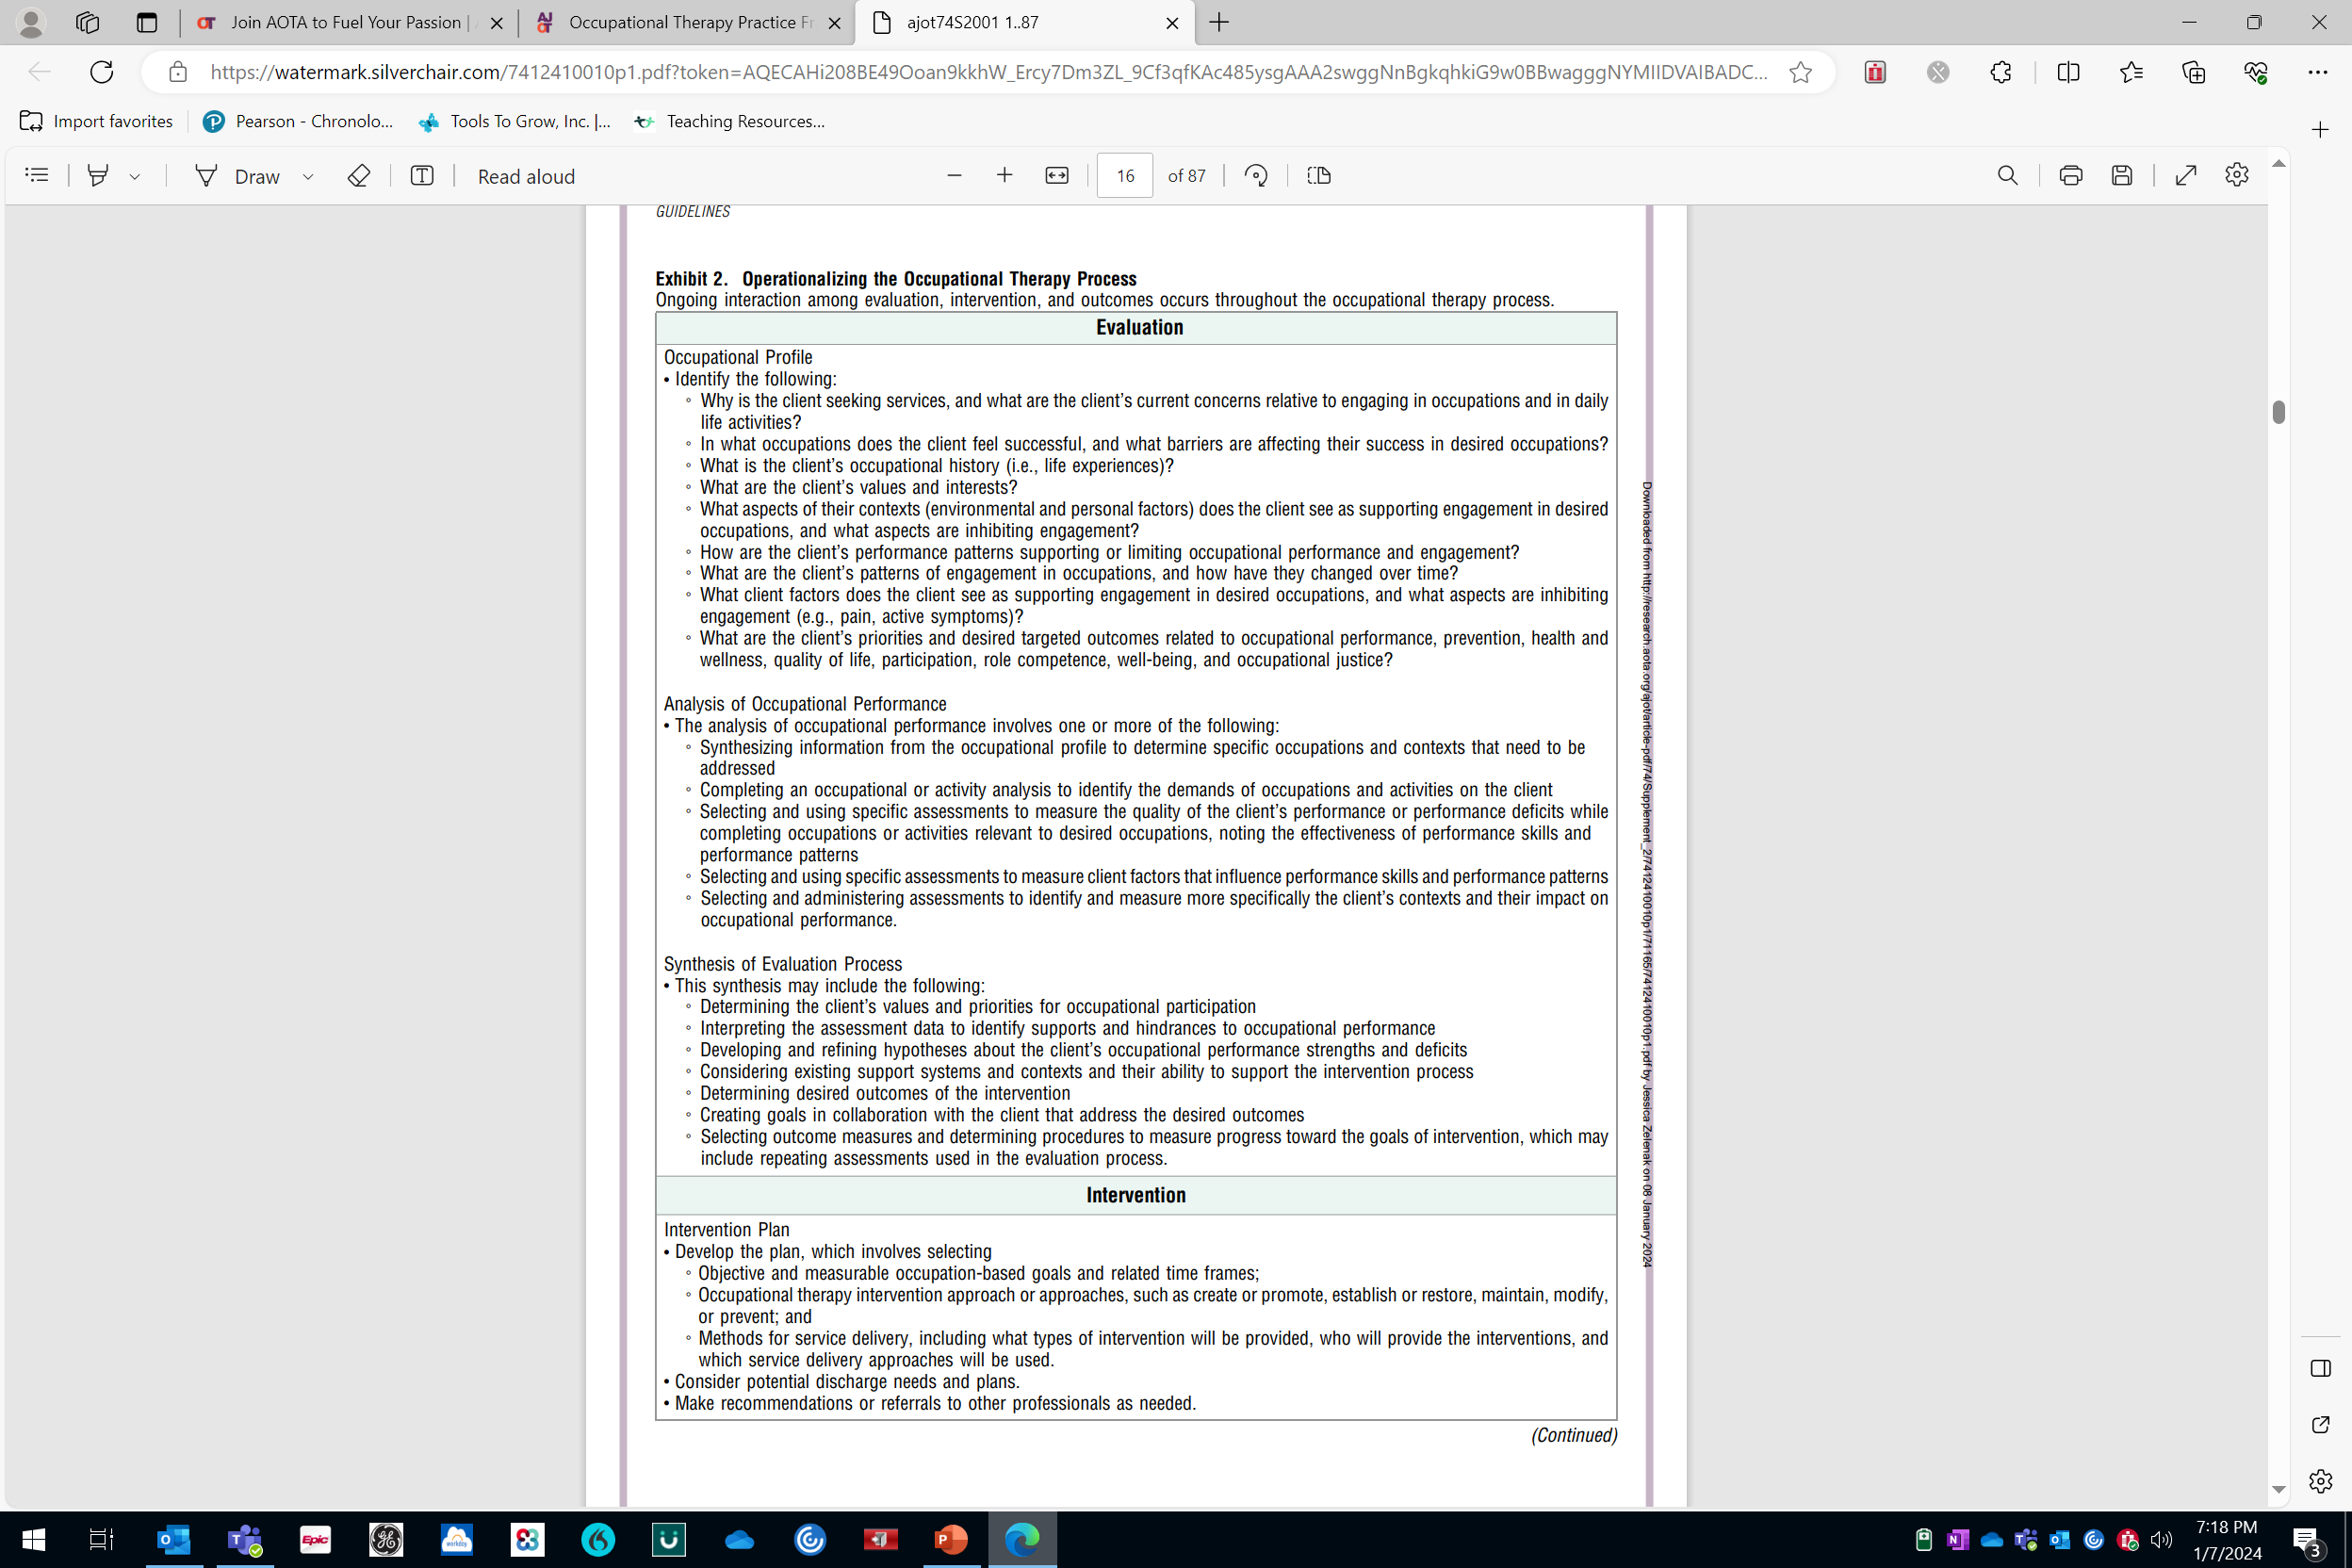 Join AOTA to Fuel Your Passion |
Occupational Therapy Practice Fr
ajot74S2001 1..87
https://watermark.silverchair.com/7412410010p1.pdf?token=AQECAHi208BE49Ooan9kkhW_Ercy7Dm3ZL_9Cf3qfKAc485ysgAAA2swggNnBgkqhkiG9w0BBwagggNYMIIDVAIBADC...
Import favorites
Pearson - Chronolo...
Tools To Grow, Inc. |...
Teaching Resources...
Draw
Read aloud
16
of 87
GUIDELINES
Exhibit 2. Operationalizing the Occupational Therapy Process
Ongoing interaction among evaluation, intervention, and outcomes occurs throughout the occupational therapy process.
Evaluation
Occupational Profile
• Identify the following:
◦ Why is the client seeking services, and what are the client’s current concerns relative to engaging in occupations and in daily
life activities?
◦ In what occupations does the client feel successful, and what barriers are affecting their success in desired occupations?
◦ What is the client’s occupational history (i.e., life experiences)?
◦ What are the client’s values and interests?
◦ What aspects of their contexts (environmental and personal factors) does the client see as supporting engagement in desired
occupations, and what aspects are inhibiting engagement?
◦ How are the client’s performance patterns supporting or limiting occupational performance and engagement?
◦ What are the client’s patterns of engagement in occupations, and how have they changed over time?
◦ What client factors does the client see as supporting engagement in desired occupations, and what aspects are inhibiting
engagement (e.g., pain, active symptoms)?
◦ What are the client’s priorities and desired targeted outcomes related to occupational performance, prevention, health and
wellness, quality of life, participation, role competence, well-being, and occupational justice?
Analysis of Occupational Performance
• The analysis of occupational performance involves one or more of the following:
◦ Synthesizing information from the occupational profile to determine specific occupations and contexts that need to be
addressed
◦ Completing an occupational or activity analysis to identify the demands of occupations and activities on the client
◦ Selecting and using specific assessments to measure the quality of the client’s performance or performance deficits while
completing occupations or activities relevant to desired occupations, noting the effectiveness of performance skills and
performance patterns
◦ Selecting and using specific assessments to measure client factors that influence performance skills and performance patterns
◦ Selecting and administering assessments to identify and measure more specifically the client’s contexts and their impact on
occupational performance.
Synthesis of Evaluation Process
• This synthesis may include the following:
◦ Determining the client’s values and priorities for occupational participation
◦ Interpreting the assessment data to identify supports and hindrances to occupational performance
◦ Developing and refining hypotheses about the client’s occupational performance strengths and deficits
◦ Considering existing support systems and contexts and their ability to support the intervention process
◦ Determining desired outcomes of the intervention
◦ Creating goals in collaboration with the client that address the desired outcomes
◦ Selecting outcome measures and determining procedures to measure progress toward the goals of intervention, which may
include repeating assessments used in the evaluation process.
Intervention
Intervention Plan
• Develop the plan, which involves selecting
◦ Objective and measurable occupation-based goals and related time frames;
◦ Occupational therapy intervention approach or approaches, such as create or promote, establish or restore, maintain, modify,
or prevent; and
◦ Methods for service delivery, including what types of intervention will be provided, who will provide the interventions, and
which service delivery approaches will be used.
• Consider potential discharge needs and plans.
• Make recommendations or referrals to other professionals as needed.
(Continued)
Downloaded from http://research.aota.org/ajot/article-pdf/74/Supplement_2/7412410010p1/71165/7412410010p1.pdf by Jessica Zelenak on 08 January 2024
Epic
workday.
7:18 PM
1/7/2024
3